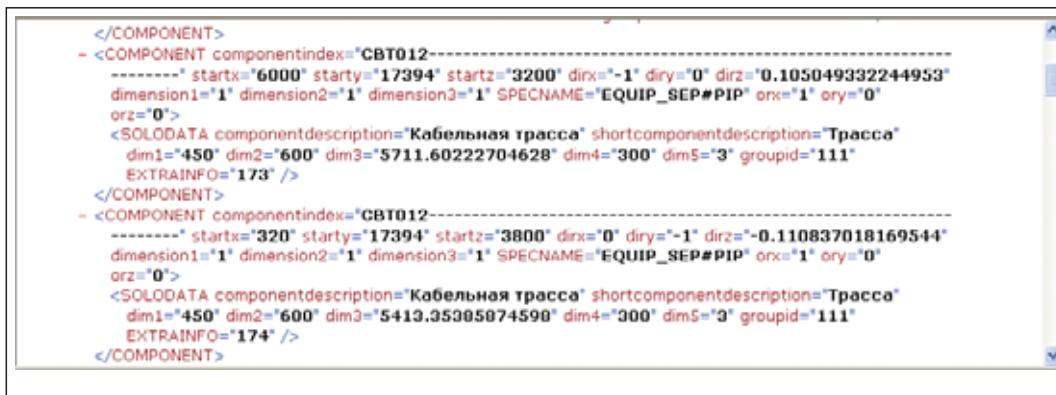 </COMPONENT>
- <COMPONENT componentindex="CBT012------------------------------------------------------------
--------" startx="6000" starty="17394" startz="3200" dirx="-1" diry="0" dirz="0.105049332244953"
dimension1="1" dimension2="1" dimension3="1" SPECNAME="EQUIP_SEP#PIP" orx="1" ory="0"
orz="0">
<SOLODATA componentdescription="Кабельная трасса" shortcomponentdescription="Трасса"
dim1="450" dim2="600" dim3="5711.60222704628" dim4="300" dim5="3" groupid="111"
EXTRAINFO="173" />
</COMPONENT>
- <COMPONENT componentindex="CBT012------------------------------------------------------------
--------" startx="320" starty="17394" startz="3800" dirx="0" diry="-1" dirz="-0.110837018169544"
dimension1="1" dimension2="1" dimension3="1" SPECNAME="EQUIP_SEP#PIP" orx="1" ory="0"
orz="0">
<SOLODATA componentdescription="Кабельная трасса" shortcomponentdescription="Трасса"
dim1="450" dim2="600" dim3="5413.35385874598" dim4="300" dim5="3" groupid="111"
EXTRAINFO="174" />
</COMPONENT>